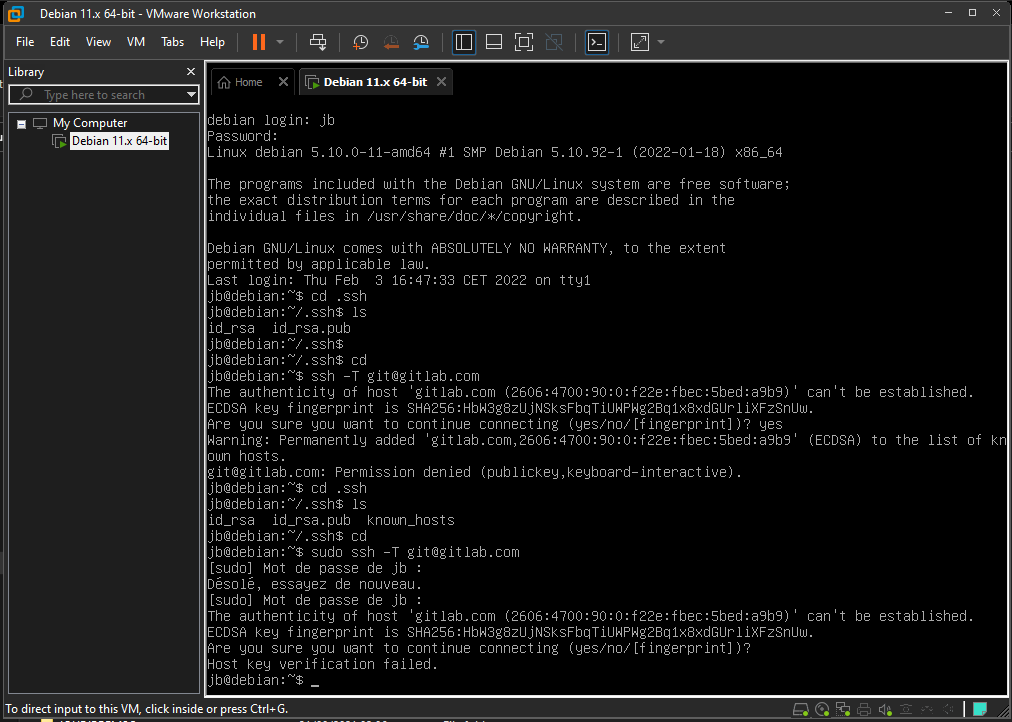 Debian 11.x 64-bit - VMware Workstation
File Edit View VM Tabs Help
Library
Type here to search
My Computer
Debian 11.x 64-bit
Home
Debian 11.x 64-bit
debian login: jb
Password:
Linux debian 5.10.0-11-amd64 #1 SMP Debian 5.10.92-1 (2022-01-18) x86_64
The programs included with the Debian GNU/Linux system are free software;
the exact distribution terms for each program are described in the
individual files in /usr/share/doc/*/copyright.
Debian GNU/Linux comes with ABSOLUTELY NO WARRANTY, to the extent
permitted by applicable law.
Last login: Thu Feb  3 16:47:33 CET 2022 on tty1
jb@debian:~$ cd .ssh
jb@debian:~/.ssh$ ls
id_rsa  id_rsa.pub
jb@debian:~/.ssh$
jb@debian:~/.ssh$ cd
jb@debian:~$ ssh -T git@gitlab.com
The authenticity of host 'gitlab.com (2606:4700:90:0:f22e:fbec:5bed:a9b9)' can't be established.
ECDSA key fingerprint is SHA256:HbW3g8zUjNSksFbqTiUWPWg2Bq1x8xdGUrliXFzSnUw.
Are you sure you want to continue connecting (yes/no/[fingerprint])? yes
Warning: Permanently added 'gitlab.com,2606:4700:90:0:f22e:fbec:5bed:a9b9' (ECDSA) to the list of kn
own hosts.
git@gitlab.com: Permission denied (publickey,keyboard-interactive).
jb@debian:~$ cd .ssh
jb@debian:~/.ssh$ ls
id_rsa  id_rsa.pub  known_hosts
jb@debian:~/.ssh$ cd
jb@debian:~$ sudo ssh -T git@gitlab.com
[sudo] Mot de passe de jb :
Désolé, essayez de nouveau.
[sudo] Mot de passe de jb :
The authenticity of host 'gitlab.com (2606:4700:90:0:f22e:fbec:5bed:a9b9)' can't be established.
ECDSA key fingerprint is SHA256:HbW3g8zUjNSksFbqTiUWPWg2Bq1x8xdGUrliXFzSnUw.
Are you sure you want to continue connecting (yes/no/[fingerprint])?
Host key verification failed.
jb@debian:~$ _
To direct input to this VM, click inside or press Ctrl+G.